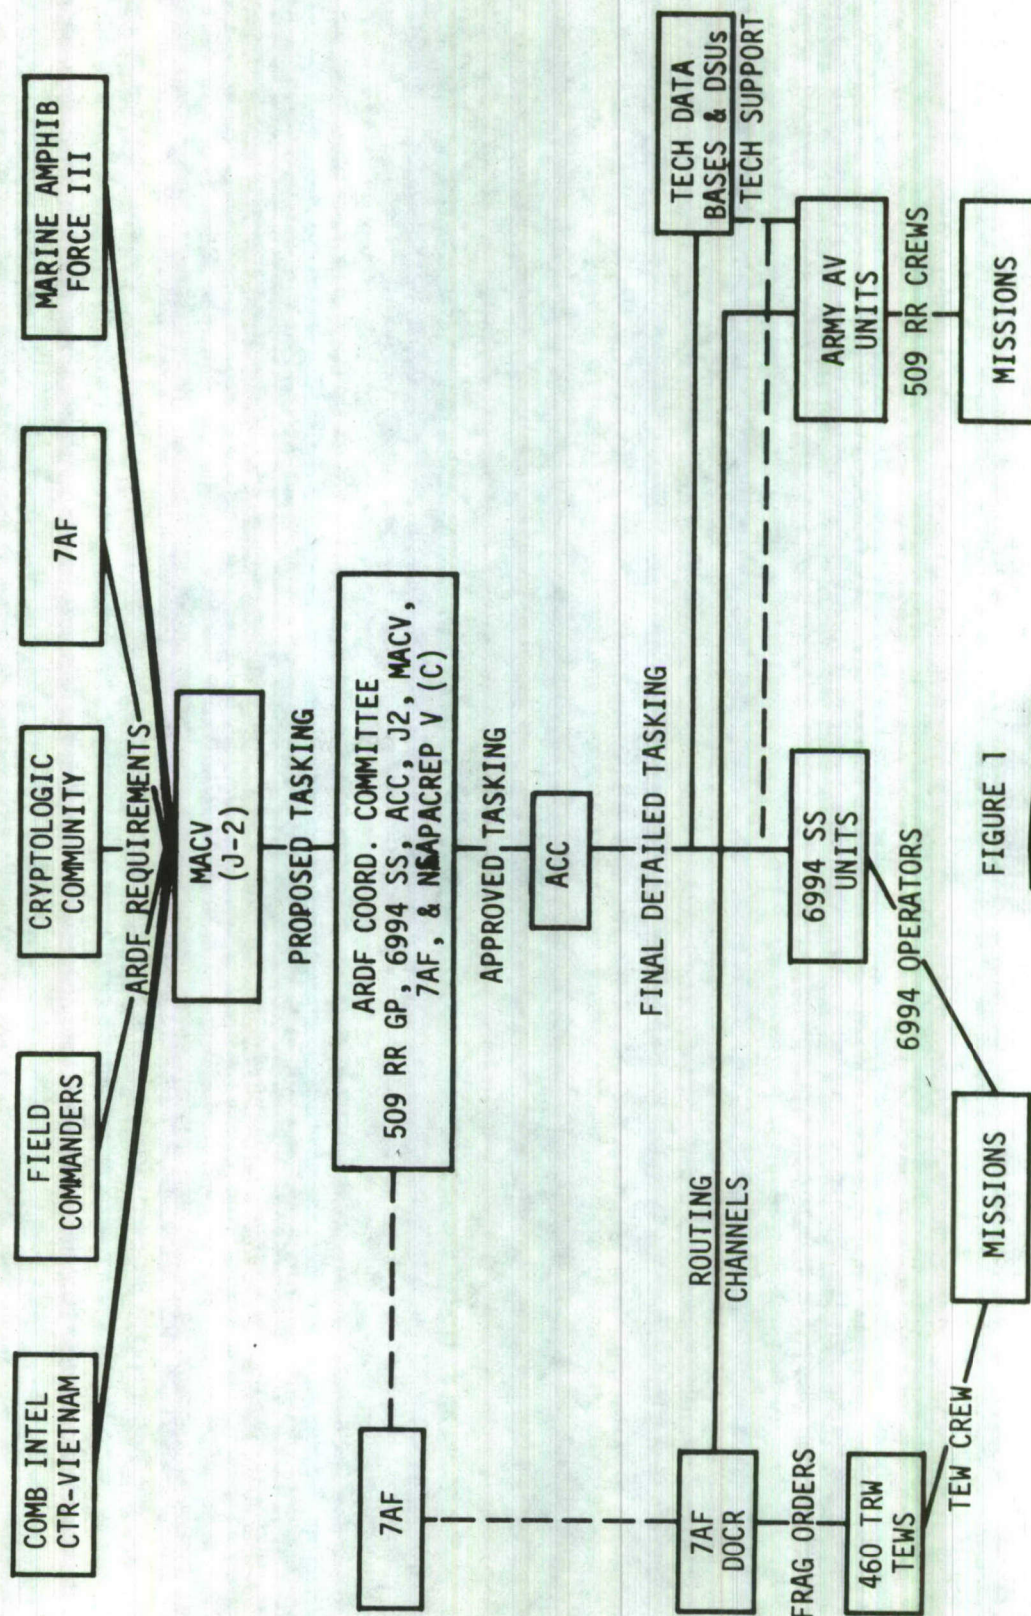 COMB INTEL
CTR-VIETNAM
FIELD
COMMANDERS
CRYPTOLOGIC
COMMUNITY
7AF
MARINE AMPHIB
FORCE III
ARDF REQUIREMENTS
MACV
(J-2)
PROPOSED TASKING
7AF
ARDF COORD. COMMITTEE
509 RR GP, 6994 SS, ACC, J2, MACV,
7AF, & NSAPACREP V (C)
APPROVED TASKING
ACC
FINAL DETAILED TASKING
ROUTING
CHANNELS
7AF
DOCR
TECH DATA
BASES & DSUs
TECH SUPPORT
FRAG ORDERS
460 TRW
TEWS
6994 SS
UNITS
ARMY AV
UNITS
TEW CREW
6994 OPERATORS
509 RR CREWS
MISSIONS
MISSIONS
FIGURE 1